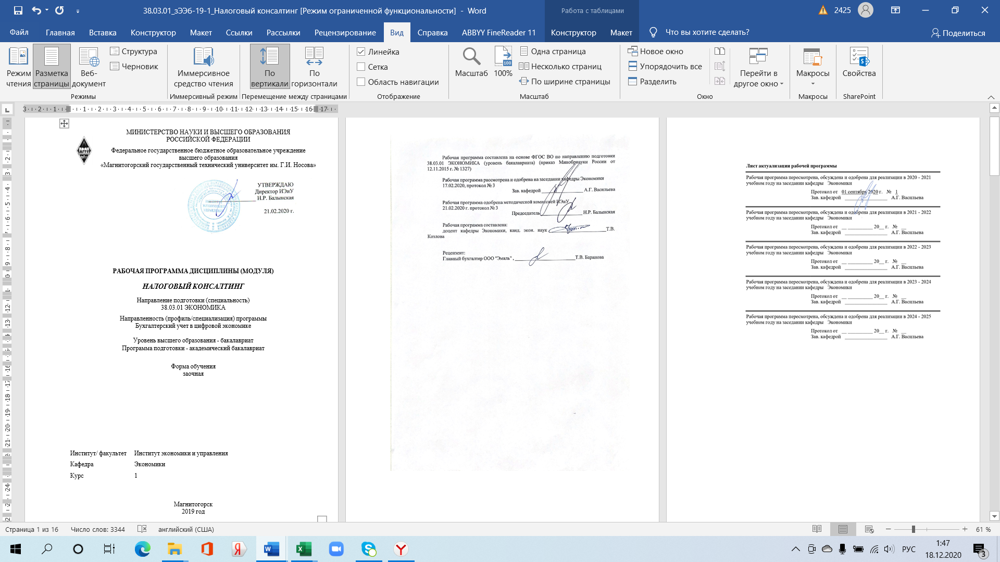 38.03.01_зЭЭб-19-1_Налоговый консалтинг [Режим ограниченной функциональности] - Word
Работа с таблицами
2425
Файл Главная Вставка Конструктор Макет Ссылки Рассылки Рецензирование Вид Справка ABBYY FineReader 11 Конструктор Макет Что вы хотите сделать? Поделиться
Режим чтения
Разметка страницы
Веб-документ
Структура
Черновик
Режимы
Иммерсивное средство чтения
Иммерсивный режим
По вертикали
По горизонтали
Перемещение между страницами
Линейка
Сетка
Область навигации
Отображение
Масштаб
100%
Одна страница
Несколько страниц
По ширине страницы
Масштаб
Новое окно
Упорядочить все
Разделить
Перейти в другое окно
Окно
Макросы
Макросы
Свойства
SharePoint
3 2 1 1 2 3 4 5 6 7 8 9 10 11 12 13 14 15 16 17
МИНИСТЕРСТВО НАУКИ И ВЫСШЕГО ОБРАЗОВАНИЯ
РОССИЙСКОЙ ФЕДЕРАЦИИ
Федеральное государственное бюджетное образовательное учреждение
высшего образования
«Магнитогорский государственный технический университет им. Г.И. Носова»
УТВЕРЖДАЮ
Директор ИЭиУ
Н.Р. Балынская
21.02.2020 г.
РАБОЧАЯ ПРОГРАММА ДИСЦИПЛИНЫ (МОДУЛЯ)
НАЛОГОВЫЙ КОНСАЛТИНГ
Направление подготовки (специальность)
38.03.01 ЭКОНОМИКА
Направленность (профиль/специализация) программы
Бухгалтерский учет в цифровой экономике
Уровень высшего образования - бакалавриат
Программа подготовки - академический бакалавриат
Форма обучения
заочная
Институт/ факультет Институт экономики и управления
Кафедра Экономики
Курс 1
Магнитогорск
2019 год
Рабочая программа составлена на основе ФГОС ВО по направлению подготовки
38.03.01 ЭКОНОМИКА (уровень бакалавриата) (приказ Минобрнауки России от
12.11.2015 г. № 1327)
Рабочая программа рассмотрена и одобрена на заседании кафедры Экономики
17.02.2020, протокол № 3
Зав. кафедрой А.Г. Васильева
Рабочая программа одобрена методической комиссией ИЭиУ
21.02.2020 г. протокол № 3
Председатель Н.Р. Балынская
Рабочая программа составлена:
доцент кафедры Экономики, канд. экон. наук Т.В.
Козлова
Рецензент:
Главный бухгалтер ООО "Эмаль" , Т.В. Баранова
Лист актуализации рабочей программы
Рабочая программа пересмотрена, обсуждена и одобрена для реализации в 2020 - 2021
учебном году на заседании кафедры Экономики
Протокол от 01 сентября 2020 г. № 1
Зав. кафедрой А.Г. Васильева
Рабочая программа пересмотрена, обсуждена и одобрена для реализации в 2021 - 2022
учебном году на заседании кафедры Экономики
Протокол от __ ________ 20__ г. № __
Зав. кафедрой А.Г. Васильева
Рабочая программа пересмотрена, обсуждена и одобрена для реализации в 2022 - 2023
учебном году на заседании кафедры Экономики
Протокол от __ ________ 20__ г. № __
Зав. кафедрой А.Г. Васильева
Рабочая программа пересмотрена, обсуждена и одобрена для реализации в 2023 - 2024
учебном году на заседании кафедры Экономики
Протокол от __ ________ 20__ г. № __
Зав. кафедрой А.Г. Васильева
Рабочая программа пересмотрена, обсуждена и одобрена для реализации в 2024 - 2025
учебном году на заседании кафедры Экономики
Протокол от __ ________ 20__ г. № __
Зав. кафедрой А.Г. Васильева
Страница 1 из 16 Число слов: 3344 английский (США) 61 %
РУС
1:47
18.12.2020
3